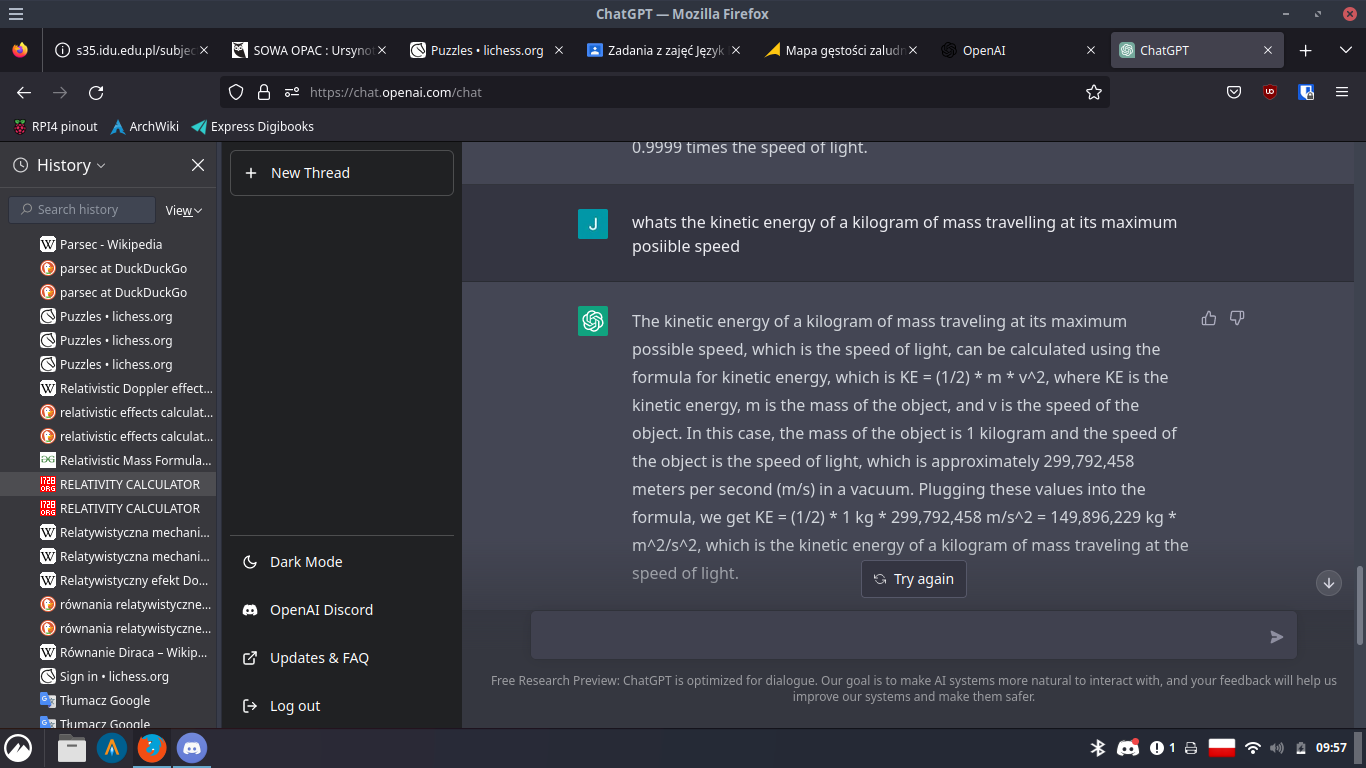 ChatGPT — Mozilla Firefox
s35.idu.edu.pl/subjec
SOWA OPAC : Ursynot
Puzzles • lichess.org
Zadania z zajęć Język
Mapa gęstości zaludn
OpenAI
ChatGPT
https://chat.openai.com/chat
RPI4 pinout
ArchWiki
Express Digibooks
History
Search history
View
Parsec - Wikipedia
parsec at DuckDuckGo
parsec at DuckDuckGo
Puzzles • lichess.org
Puzzles • lichess.org
Puzzles • lichess.org
Relativistic Doppler effect...
relativistic effects calculat...
relativistic effects calculat...
Relativistic Mass Formula...
RELATIVITY CALCULATOR
RELATIVITY CALCULATOR
Relatywistyczna mechani...
Relatywistyczna mechani...
Relatywistyczny efekt Do...
równania relatywistyczne...
równania relatywistyczne...
Równanie Diraca – Wikip...
Sign in • lichess.org
Tłumacz Google
Tłumacz Google
New Thread
Dark Mode
OpenAI Discord
Updates & FAQ
Log out
0.9999 times the speed of light.
J
whats the kinetic energy of a kilogram of mass travelling at its maximum
posiible speed
The kinetic energy of a kilogram of mass traveling at its maximum
possible speed, which is the speed of light, can be calculated using the
formula for kinetic energy, which is KE = (1/2) * m * v^2, where KE is the
kinetic energy, m is the mass of the object, and v is the speed of the
object. In this case, the mass of the object is 1 kilogram and the speed of
the object is the speed of light, which is approximately 299,792,458
meters per second (m/s) in a vacuum. Plugging these values into the
formula, we get KE = (1/2) * 1 kg * 299,792,458 m/s^2 = 149,896,229 kg *
m^2/s^2, which is the kinetic energy of a kilogram of mass traveling at the
speed of light.
Try again
Free Research Preview: ChatGPT is optimized for dialogue. Our goal is to make AI systems more natural to interact with, and your feedback will help us
improve our systems and make them safer.
1
09:57